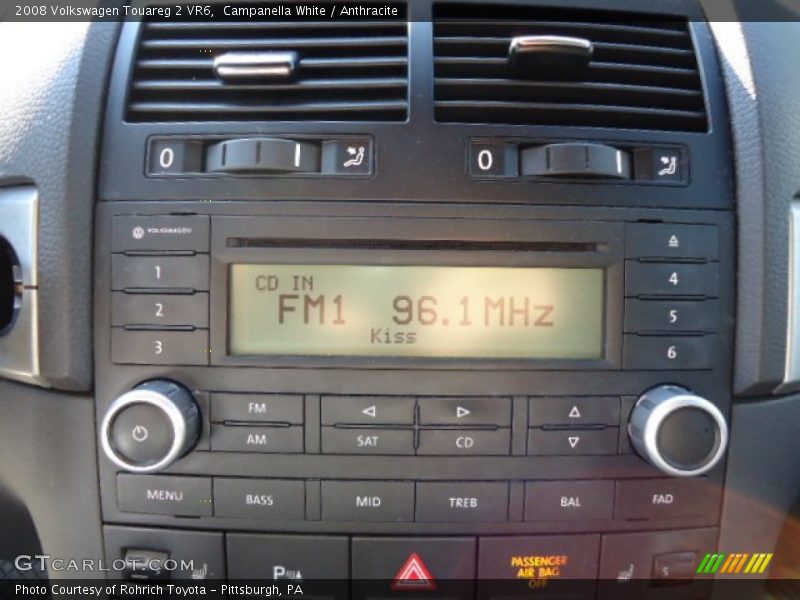 2008 Volkswagen Touareg 2 VR6,  Campanella White / Anthracite
0
0
VOLKSWAGEN
1
2
3
CD IN
FM1 96.1 MHz
Kiss
4
5
6
FM
AM
SAT
CD
MENU
BASS
MID
TREB
BAL
FAD
P
PASSENGER
AIR BAG
OFF
5
GTCARLOT.COM
Photo Courtesy of Rohrich Toyota - Pittsburgh, PA